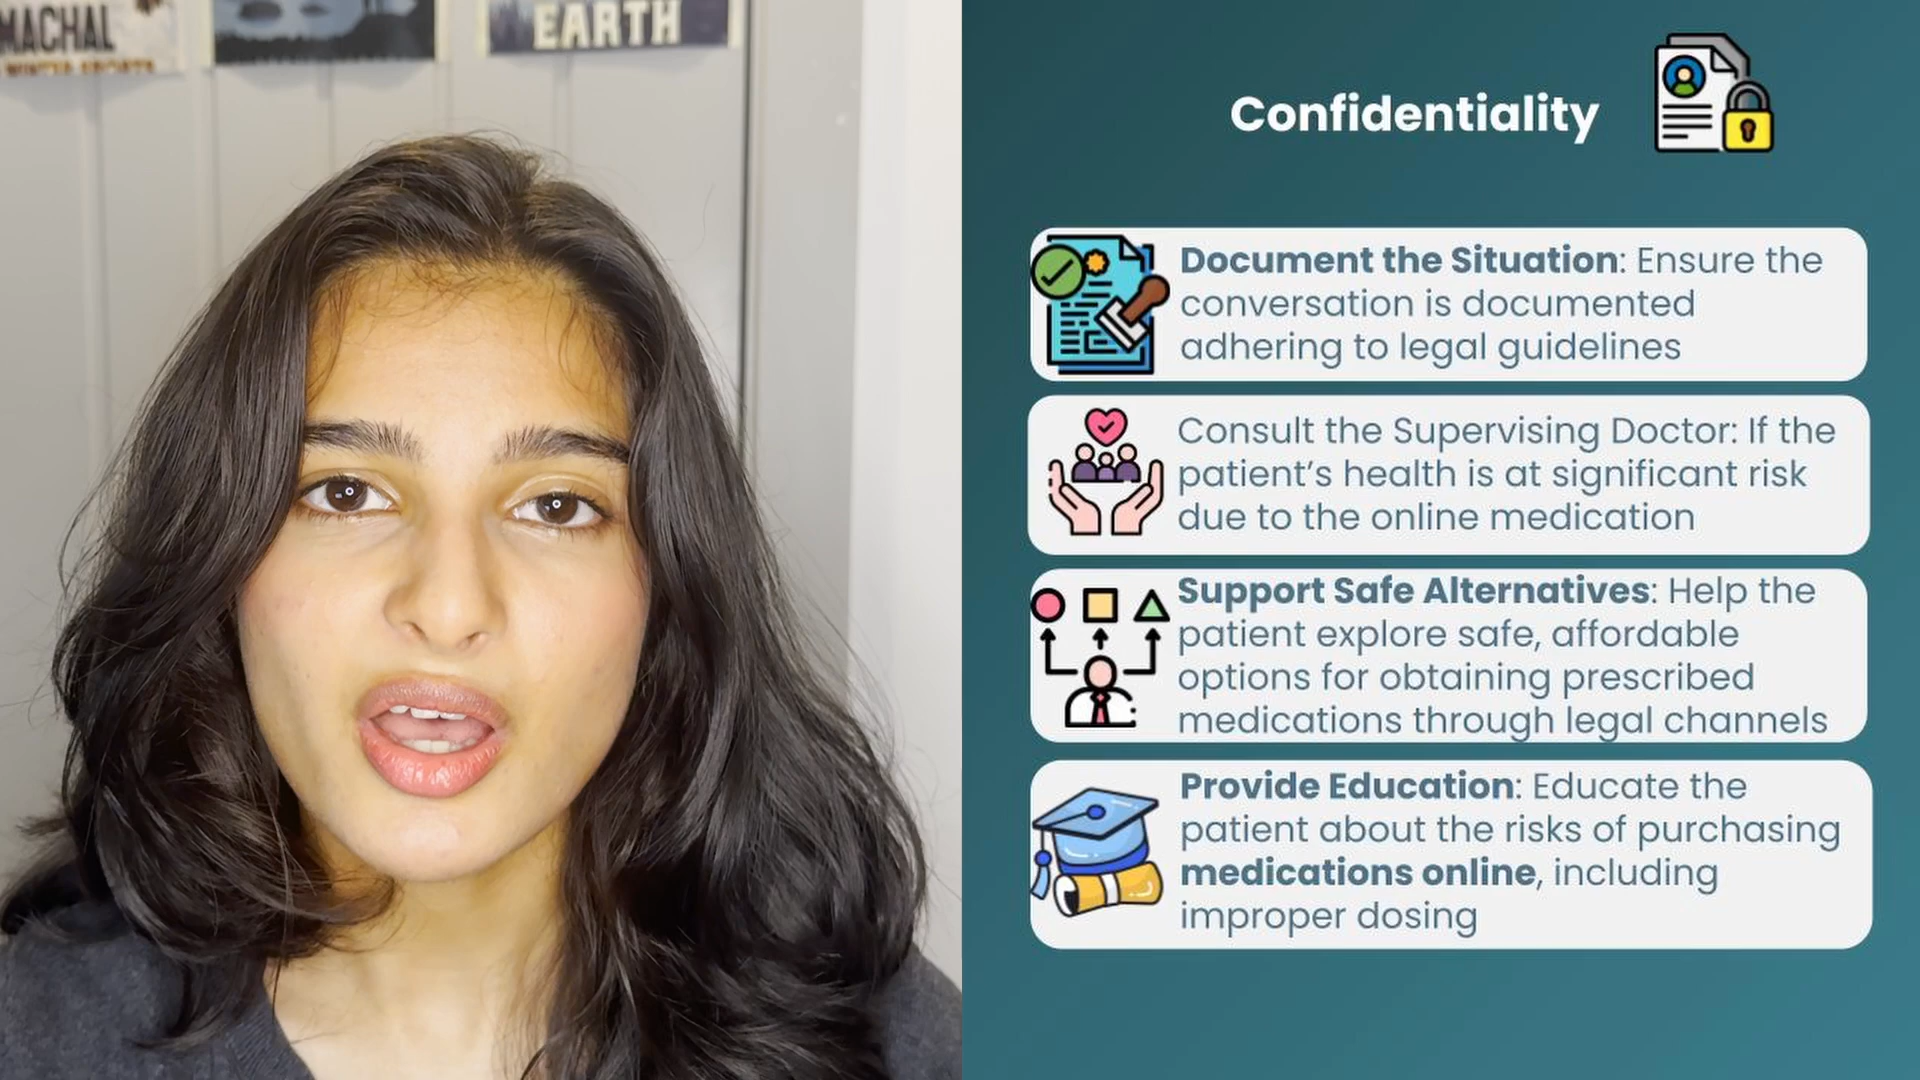 MACHAL
WINTER SPORTS
EARTH
Confidentiality
Document the Situation: Ensure the
conversation is documented
adhering to legal guidelines
Consult the Supervising Doctor: If the
patient’s health is at significant risk
due to the online medication
Support Safe Alternatives: Help the
patient explore safe, affordable
options for obtaining prescribed
medications through legal channels
Provide Education: Educate the
patient about the risks of purchasing
medications online, including
improper dosing